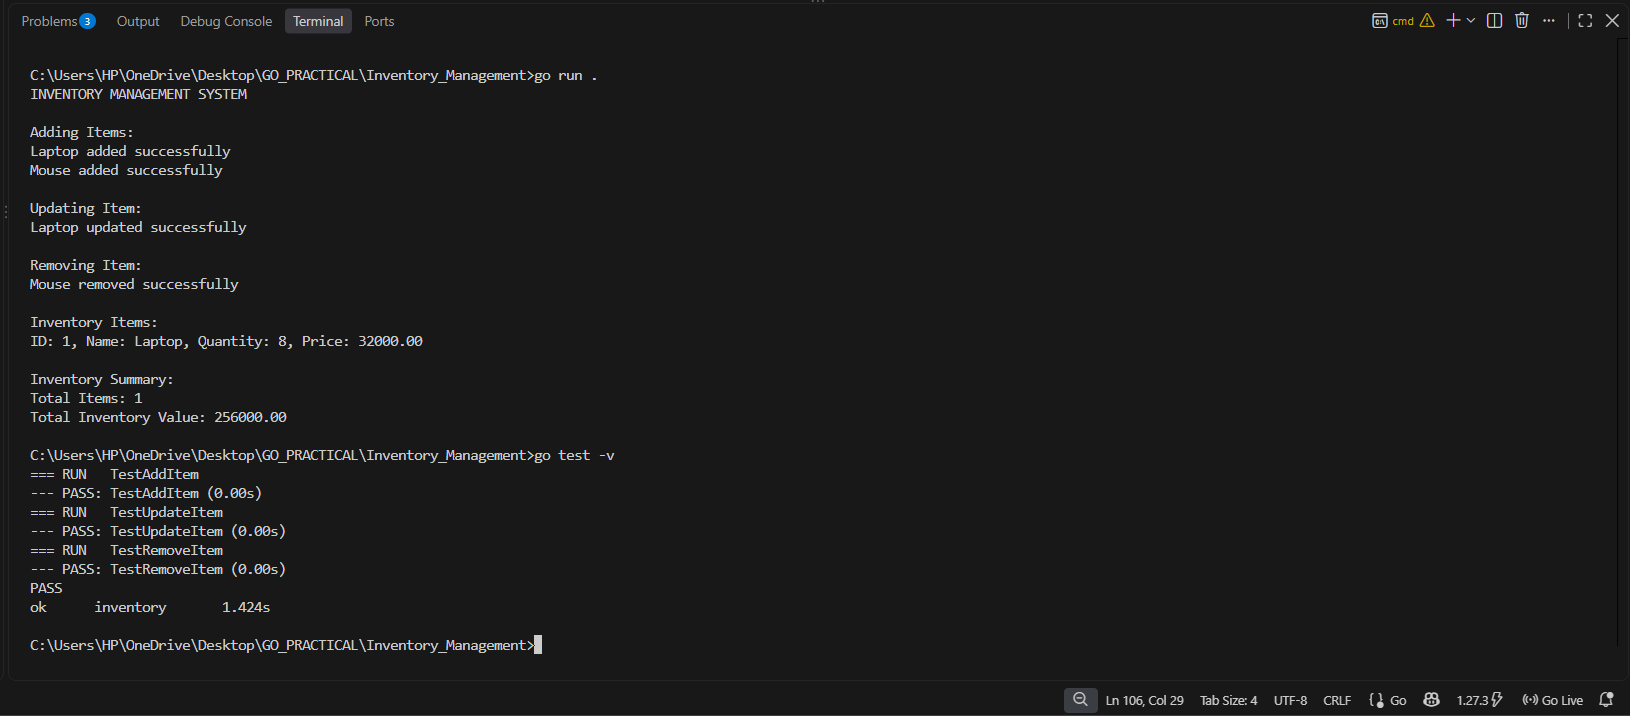 Problems 3 Output Debug Console Terminal Ports cmd
C:\Users\HP\OneDrive\Desktop\GO_PRACTICAL\Inventory_Management>go run .
INVENTORY MANAGEMENT SYSTEM
Adding Items:
Laptop added successfully
Mouse added successfully
Updating Item:
Laptop updated successfully
Removing Item:
Mouse removed successfully
Inventory Items:
ID: 1, Name: Laptop, Quantity: 8, Price: 32000.00
Inventory Summary:
Total Items: 1
Total Inventory Value: 256000.00
C:\Users\HP\OneDrive\Desktop\GO_PRACTICAL\Inventory_Management>go test -v
=== RUN   TestAddItem
--- PASS: TestAddItem (0.00s)
=== RUN   TestUpdateItem
--- PASS: TestUpdateItem (0.00s)
=== RUN   TestRemoveItem
--- PASS: TestRemoveItem (0.00s)
PASS
ok      inventory       1.424s
C:\Users\HP\OneDrive\Desktop\GO_PRACTICAL\Inventory_Management>
Ln 106, Col 29 Tab Size: 4 UTF-8 CRLF {} Go 1.27.3 Go Live